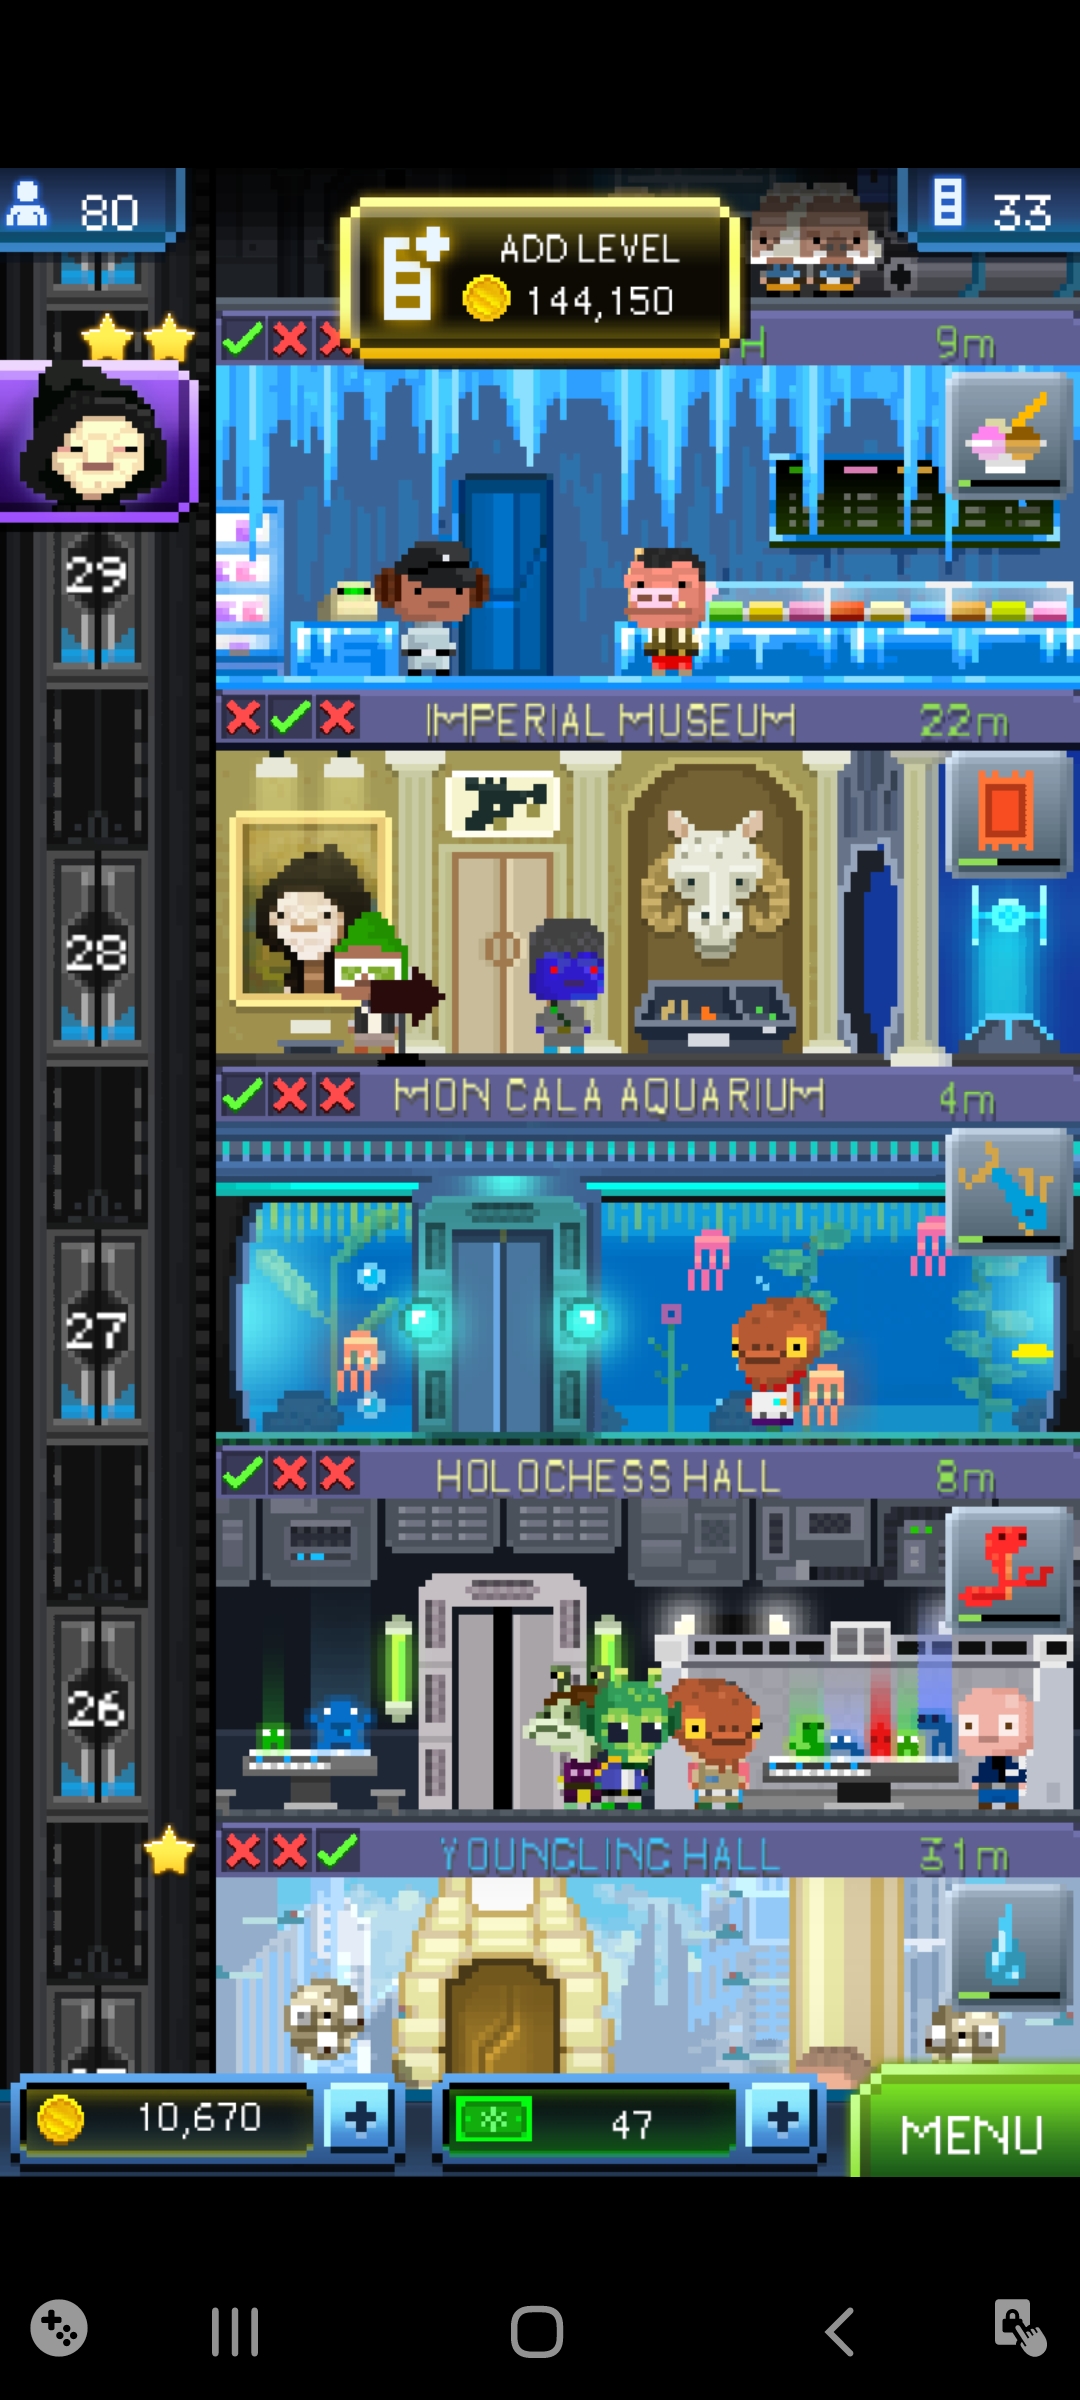 80
33
ADD LEVEL
144,150
H 9m
29
IMPERIAL MUSEUM 22m
28
MON CALA AQUARIUM 4m
27
HOLOCHESS HALL 8m
26
YOUNGLING HALL 31m
10,670
47
MENU